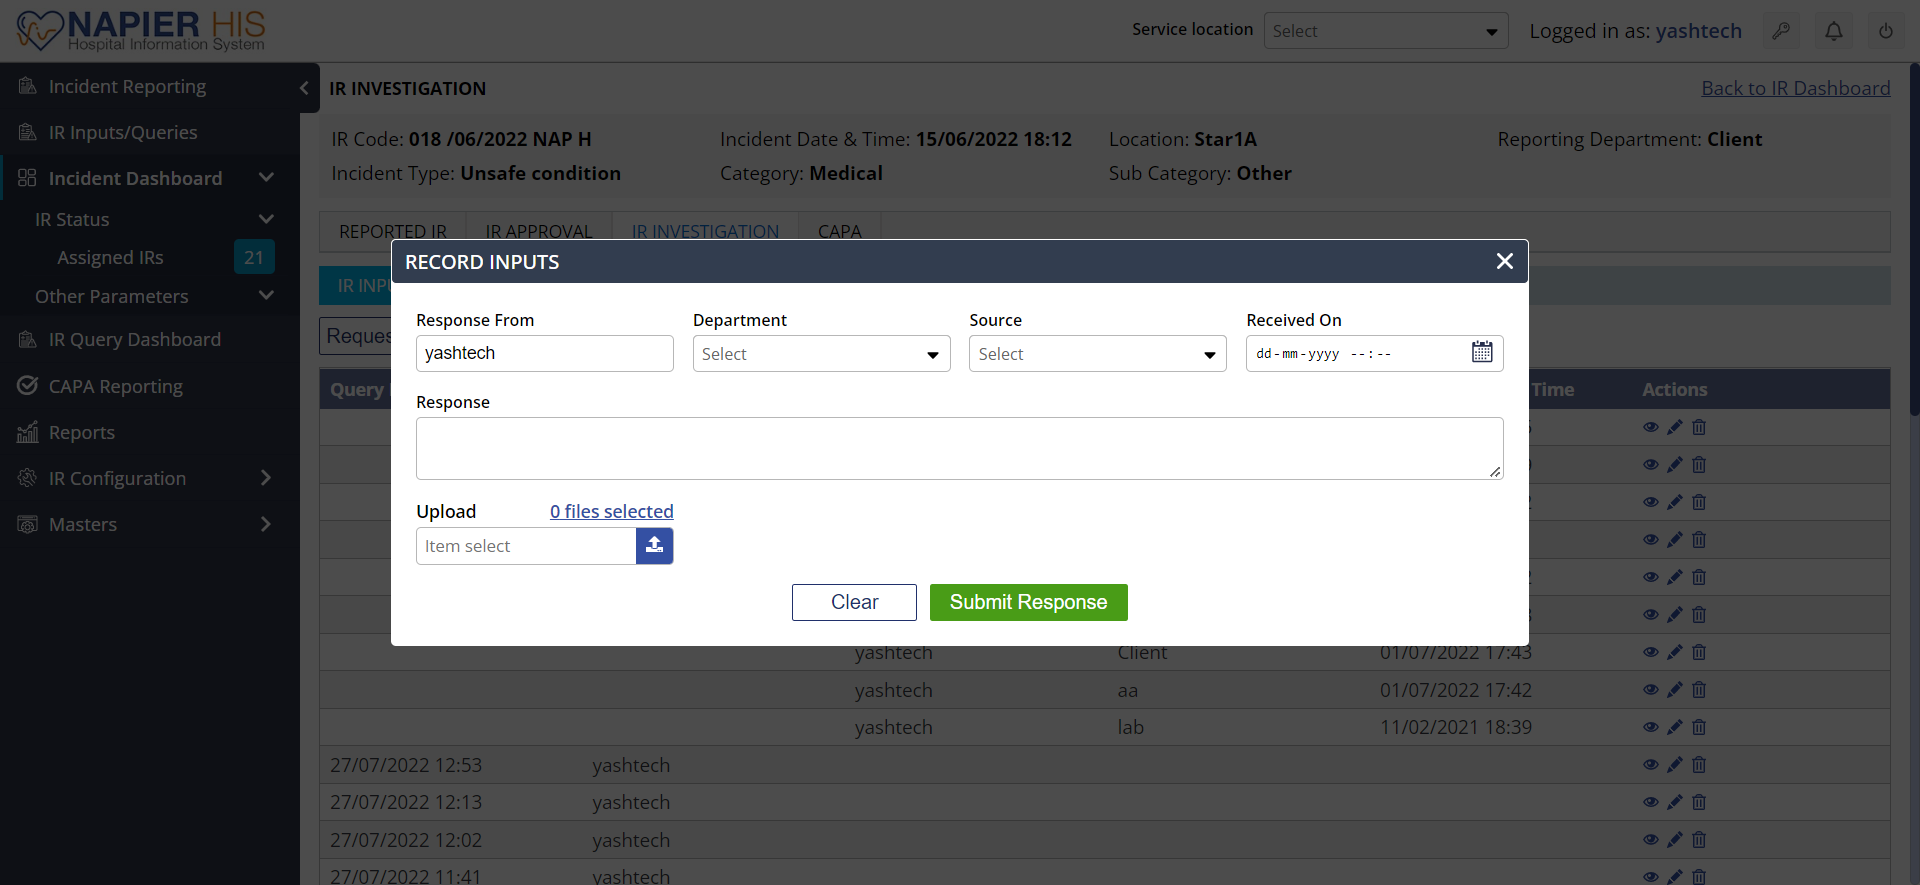 NAPIER HIS
Hospital Information System
Service location
Select
Logged in as: yashtech
Incident Reporting
IR Inputs/Queries
Incident Dashboard
IR Status
Assigned IRs 21
Other Parameters
IR Query Dashboard
CAPA Reporting
Reports
IR Configuration
Masters
IR INVESTIGATION
Back to IR Dashboard
IR Code: 018 /06/2022 NAP H
Incident Date & Time: 15/06/2022 18:12
Location: Star1A
Reporting Department: Client
Incident Type: Unsafe condition
Category: Medical
Sub Category: Other
REPORTED IR
IR APPROVAL
IR INVESTIGATION
CAPA
RECORD INPUTS
Response From
Department
Source
Received On
yashtech
Select
Select
dd-mm-yyyy --:--
Response
Upload
0 files selected
Item select
Clear
Submit Response
IR
Query
Time
Actions
yashtech Client 01/07/2022 17:43
yashtech aa 01/07/2022 17:42
yashtech lab 11/02/2021 18:39
27/07/2022 12:53 yashtech
27/07/2022 12:13 yashtech
27/07/2022 12:02 yashtech
27/07/2022 11:41 yashtech